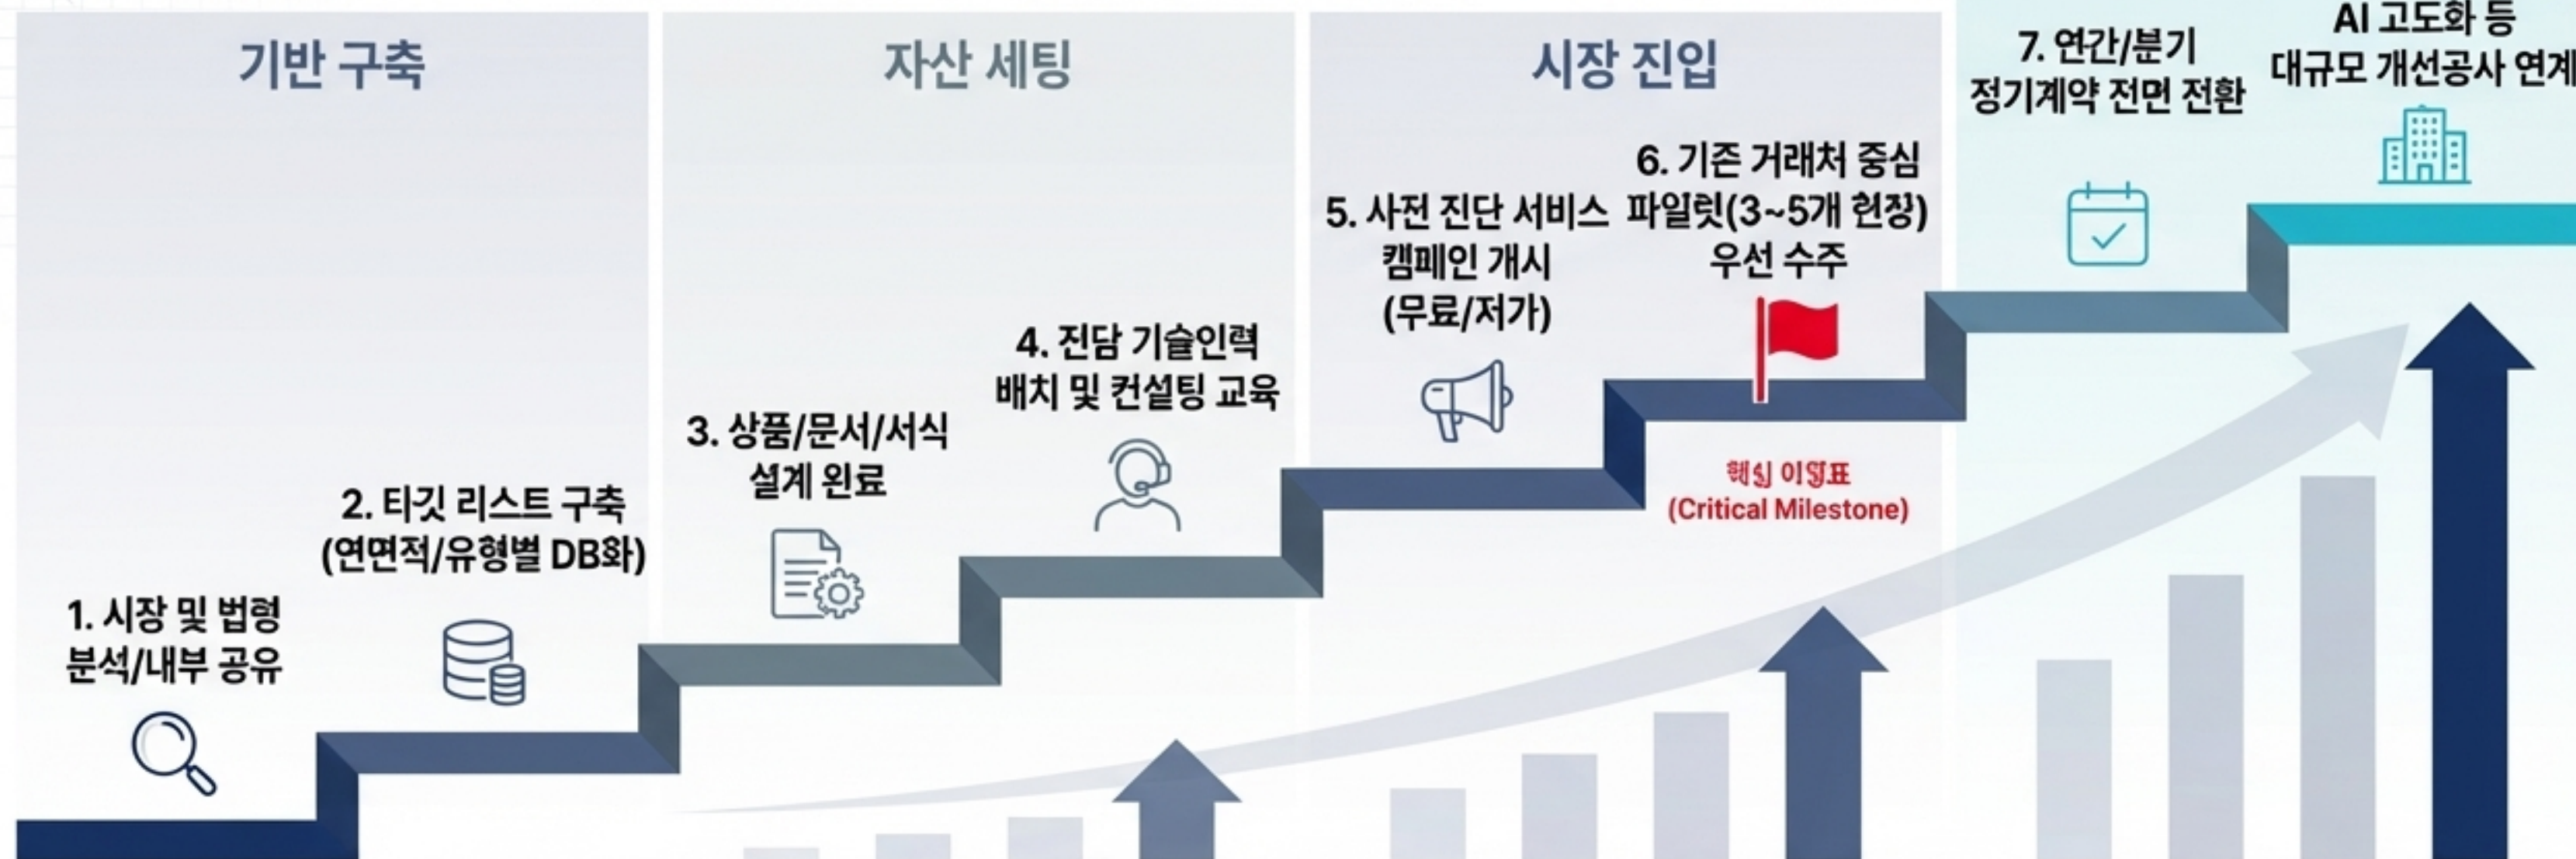 기반 구축
1. 시장 및 법령
분석/내부 공유
2. 타깃 리스트 구축
(연면적/유형별 DB화)
자산 세팅
3. 상품/문서/서식
설계 완료
4. 전담 기술인력
배치 및 컨설팅 교육
시장 진입
5. 사전 진단 서비스
캠페인 개시
(무료/저가)
6. 기존 거래처 중심
파일럿(3~5개 현장)
우선 수주
핵심 이정표
(Critical Milestone)
7. 연간/분기
정기계약 전면 전환
AI 고도화 등
대규모 개선공사 연계